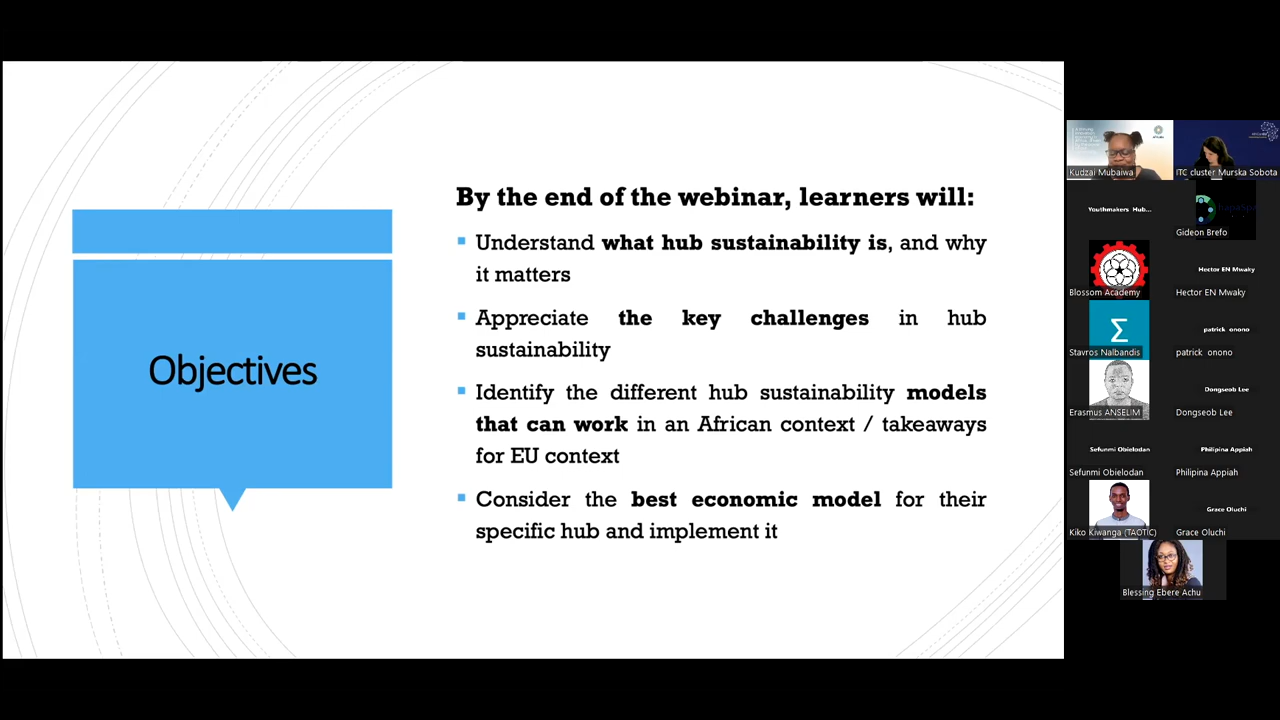 Objectives
By the end of the webinar, learners will:
Understand what hub sustainability is, and why
it matters
Appreciate the key challenges in hub
sustainability
Identify the different hub sustainability models
that can work in an African context / takeaways
for EU context
Consider the best economic model for their
specific hub and implement it
Kudzai Mubaiwa
ITC cluster Murska Sobota
Youthmakers Hub...
Gideon Brefo
Blossom Academy
Hector EN Mwaky
Hector EN Mwaky
Σ
Stavros Nalbandis
patrick onono
patrick onono
Erasmus ANSELIM
Dongseob Lee
Dongseob Lee
Sefunmi Obielodan
Sefunmi Obielodan
Philipina Appiah
Philipina Appiah
Kiko Kiwanga (TAOTIC)
Grace Oluchi
Grace Oluchi
Blessing Ebere Achu